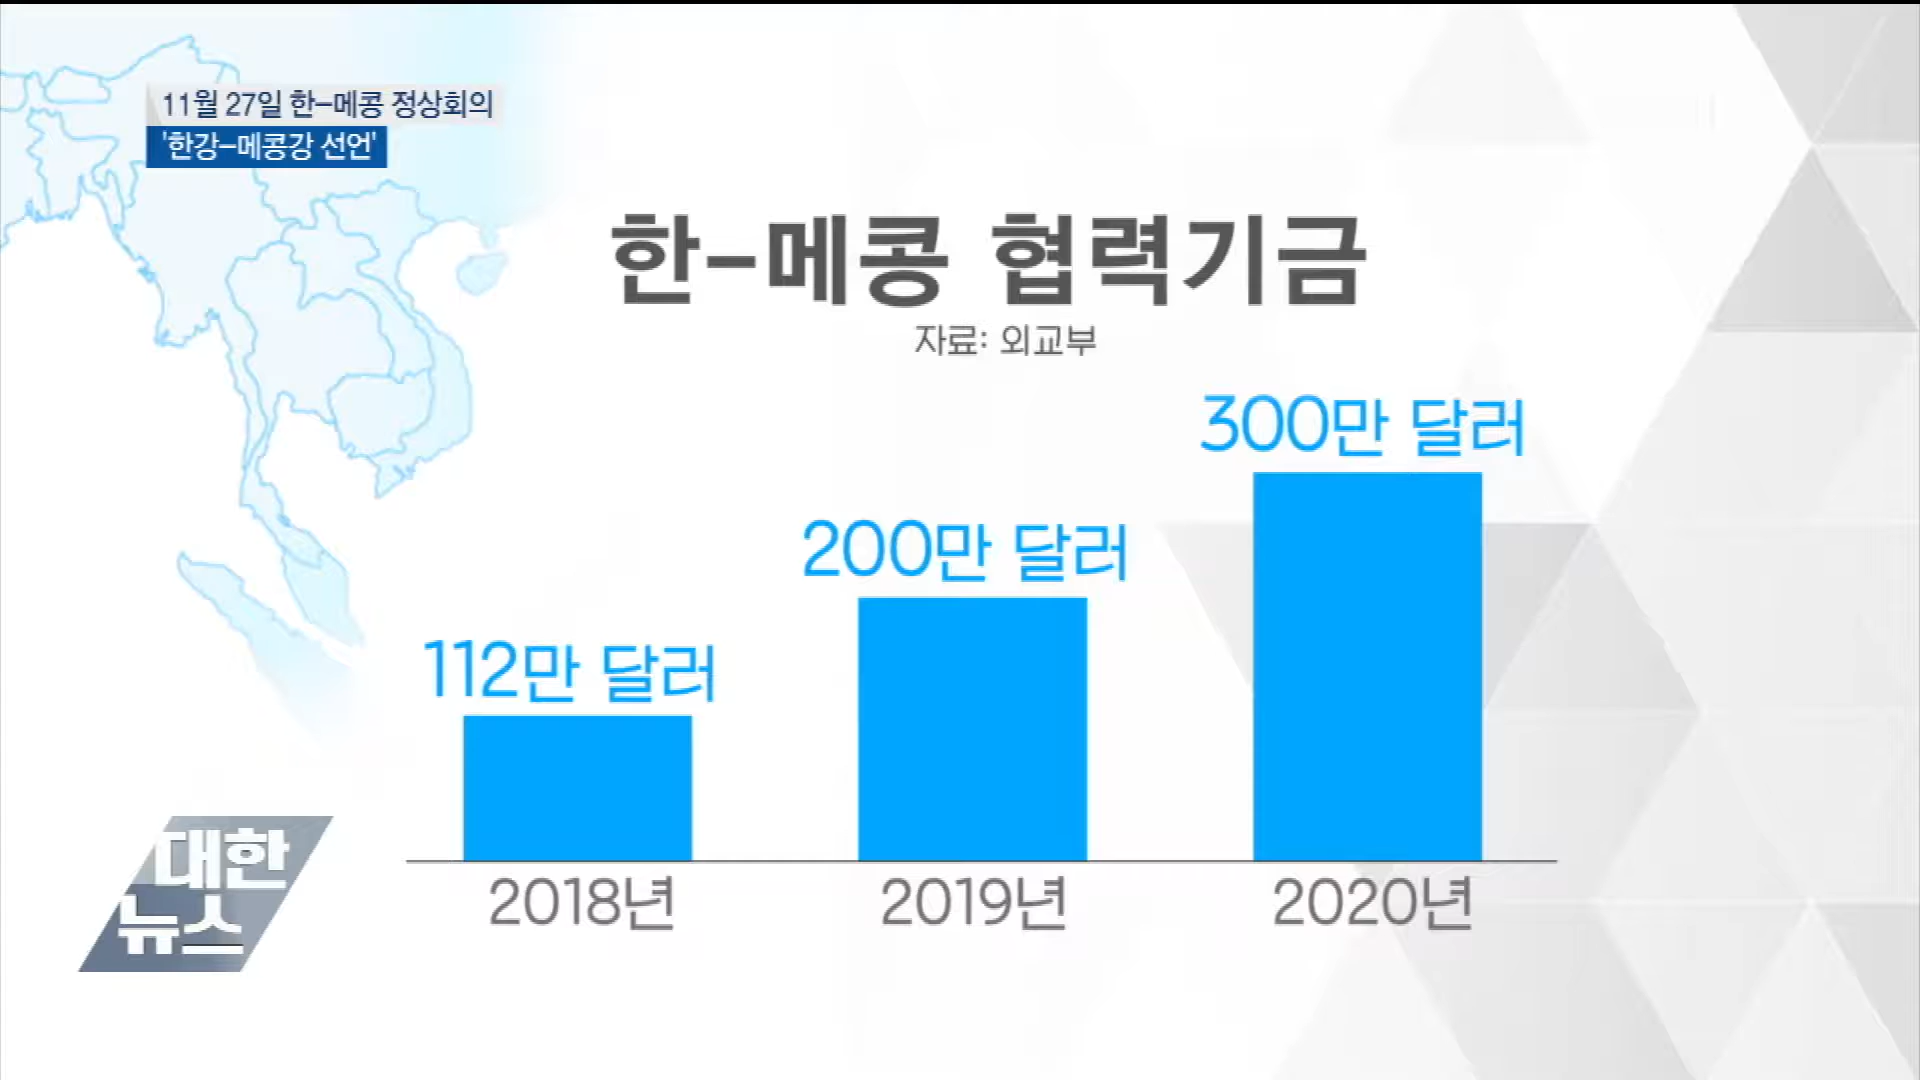 11월 27일 한-메콩 정상회의
'한강-메콩강 선언'
한-메콩 협력기금
자료: 외교부
300만 달러
200만 달러
112만 달러
2018년
2019년
2020년
대한
뉴스